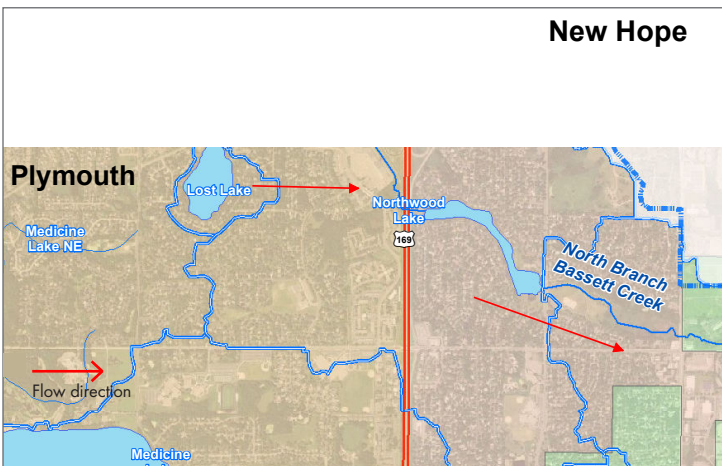 New Hope
Plymouth
Lost Lake
Northwood
Lake
Medicine
Lake NE
169
North Branch
Bassett Creek
Flow direction
Medicine